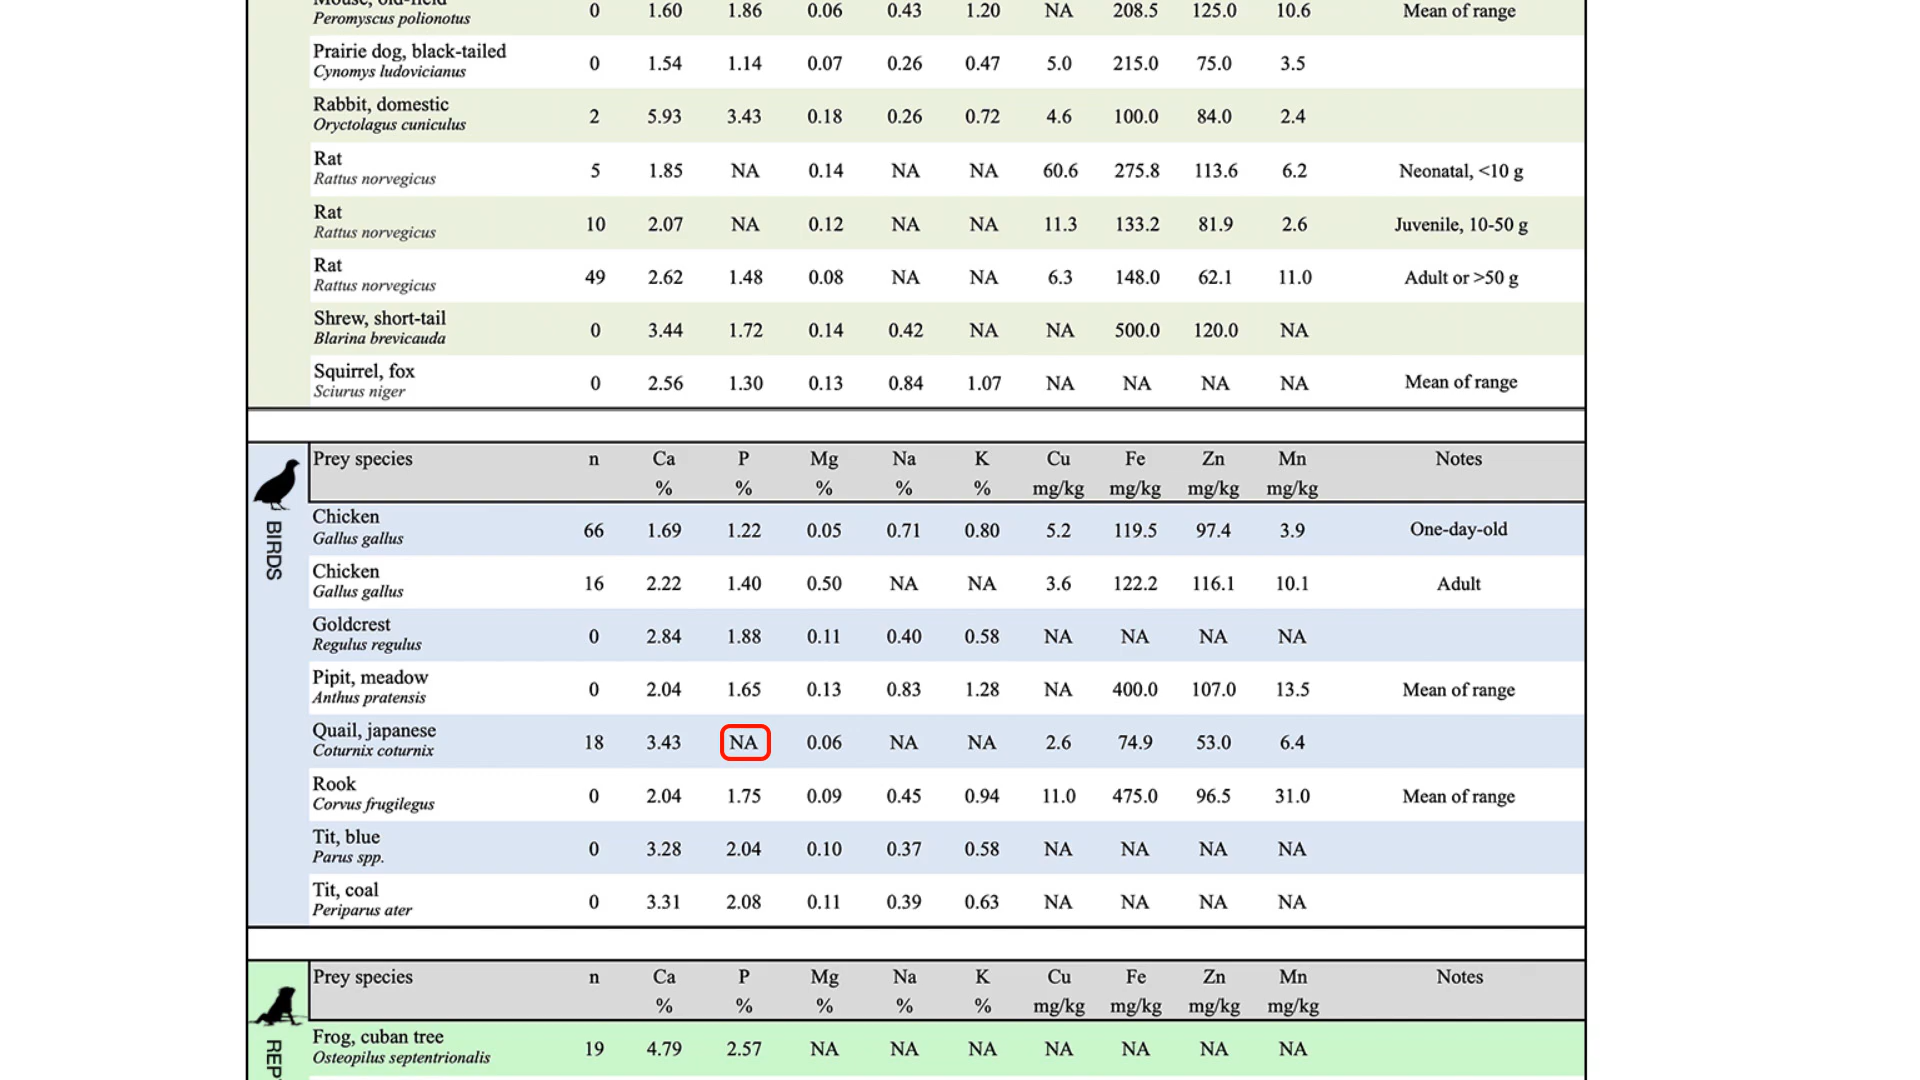 Mouse, old-field
Peromyscus polionotus 0 1.60 1.86 0.06 0.43 1.20 NA 208.5 125.0 10.6 Mean of range
Prairie dog, black-tailed
Cynomys ludovicianus 0 1.54 1.14 0.07 0.26 0.47 5.0 215.0 75.0 3.5
Rabbit, domestic
Oryctolagus cuniculus 2 5.93 3.43 0.18 0.26 0.72 4.6 100.0 84.0 2.4
Rat
Rattus norvegicus 5 1.85 NA 0.14 NA NA 60.6 275.8 113.6 6.2 Neonatal, <10 g
Rat
Rattus norvegicus 10 2.07 NA 0.12 NA NA 11.3 133.2 81.9 2.6 Juvenile, 10-50 g
Rat
Rattus norvegicus 49 2.62 1.48 0.08 NA NA 6.3 148.0 62.1 11.0 Adult or >50 g
Shrew, short-tail
Blarina brevicauda 0 3.44 1.72 0.14 0.42 NA NA 500.0 120.0 NA
Squirrel, fox
Sciurus niger 0 2.56 1.30 0.13 0.84 1.07 NA NA NA NA Mean of range
BIRDS
Prey species n Ca P Mg Na K Cu Fe Zn Mn Notes
% % % % % mg/kg mg/kg mg/kg mg/kg
Chicken
Gallus gallus 66 1.69 1.22 0.05 0.71 0.80 5.2 119.5 97.4 3.9 One-day-old
Chicken
Gallus gallus 16 2.22 1.40 0.50 NA NA 3.6 122.2 116.1 10.1 Adult
Goldcrest
Regulus regulus 0 2.84 1.88 0.11 0.40 0.58 NA NA NA NA
Pipit, meadow
Anthus pratensis 0 2.04 1.65 0.13 0.83 1.28 NA 400.0 107.0 13.5 Mean of range
Quail, japanese
Coturnix coturnix 18 3.43 NA 0.06 NA NA 2.6 74.9 53.0 6.4
Rook
Corvus frugilegus 0 2.04 1.75 0.09 0.45 0.94 11.0 475.0 96.5 31.0 Mean of range
Tit, blue
Parus spp. 0 3.28 2.04 0.10 0.37 0.58 NA NA NA NA
Tit, coal
Periparus ater 0 3.31 2.08 0.11 0.39 0.63 NA NA NA NA
REP
Prey species n Ca P Mg Na K Cu Fe Zn Mn Notes
% % % % % mg/kg mg/kg mg/kg mg/kg
Frog, cuban tree
Osteopilus septentrionalis 19 4.79 2.57 NA NA NA NA NA NA NA